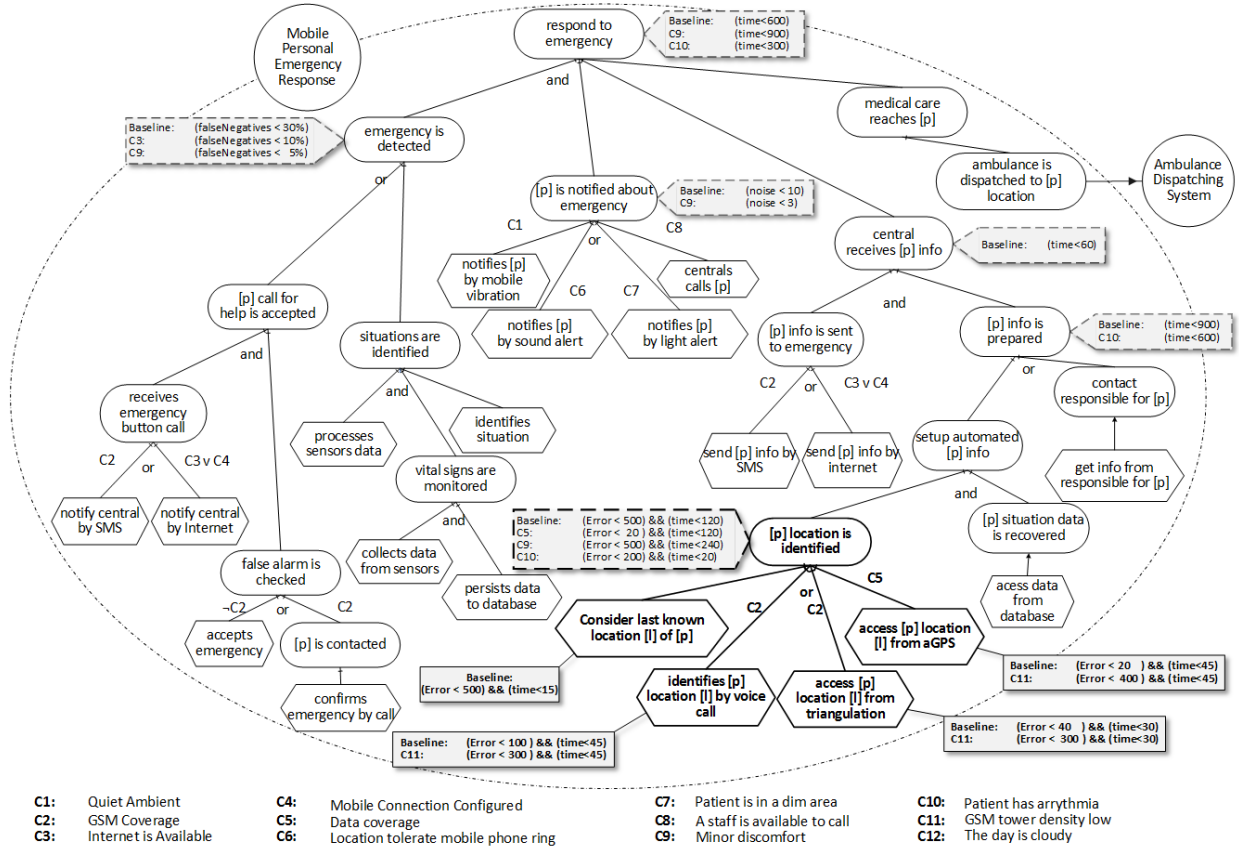 Mobile
Personal
Emergency
Response
respond to
emergency
Baseline: (time<600)
C9: (time<900)
C10: (time<300)
and
medical care
reaches [p]
Baseline: (falseNegatives < 30%)
C3: (falseNegatives < 10%)
C9: (falseNegatives < 5%)
emergency is
detected
or
ambulance is
dispatched to [p]
location
Ambulance
Dispatching
System
[p] is notified about
emergency
Baseline: (noise < 10)
C9: (noise < 3)
C1
or
C8
central
receives [p] info
Baseline: (time<60)
and
notifies [p]
by mobile
vibration
centrals
calls [p]
C6
C7
notifies [p]
by sound alert
notifies [p]
by light alert
[p] call for
help is accepted
and
situations are
identified
and
[p] info is sent
to emergency
C2
or
C3 v C4
[p] info is
prepared
or
Baseline: (time<900)
C10: (time<600)
contact
responsible for [p]
receives
emergency
button call
C2
or
C3 v C4
processes
sensors data
identifies
situation
send [p] info by
SMS
send [p] info by
internet
setup automated
[p] info
and
get info from
responsible for [p]
vital signs are
monitored
and
notify central
by SMS
notify central
by Internet
Baseline: (Error < 500) && (time<120)
C5: (Error < 20) && (time<120)
C9: (Error < 500) && (time<240)
C10: (Error < 200) && (time<20)
[p] location is
identified
[p] situation data
is recovered
false alarm is
checked
¬C2
or
C2
collects data
from sensors
persists data
to database
C2
or
C2
C5
acess data
from
database
Consider last known
location [l] of [p]
access [p] location
[l] from aGPS
accepts
emergency
[p] is contacted
confirms
emergency by call
Baseline:
(Error < 500) && (time<15)
identifies [p]
location [l] by voice
call
access [p]
location [l] from
triangulation
Baseline: (Error < 20 ) && (time<45)
C11: (Error < 400 ) && (time<45)
Baseline: (Error < 100 ) && (time<45)
C11: (Error < 300 ) && (time<45)
Baseline: (Error < 40 ) && (time<30)
C11: (Error < 300 ) && (time<30)
C1: Quiet Ambient
C2: GSM Coverage
C3: Internet is Available
C4: Mobile Connection Configured
C5: Data coverage
C6: Location tolerate mobile phone ring
C7: Patient is in a dim area
C8: A staff is available to call
C9: Minor discomfort
C10: Patient has arrythmia
C11: GSM tower density low
C12: The day is cloudy